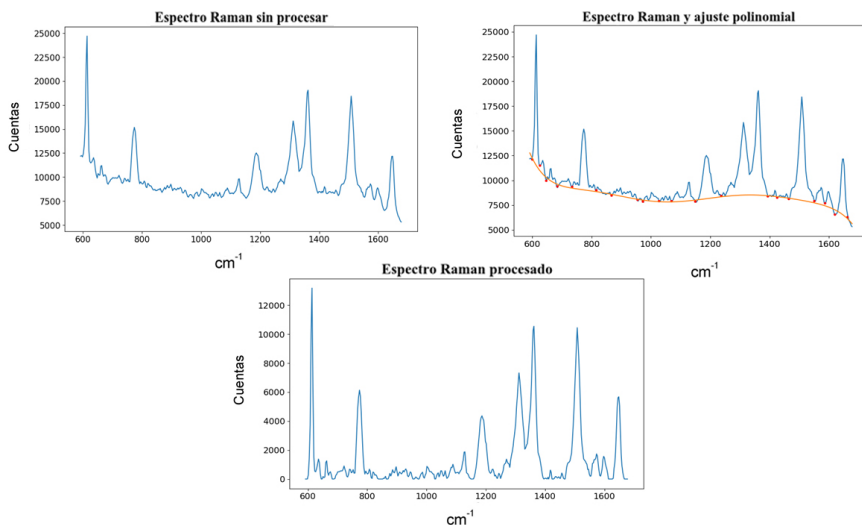 Espectro Raman sin procesar
25000
22500
20000
17500
15000
12500
10000
7500
5000
Cuentas
600 800 1000 1200 1400 1600
cm-1
Espectro Raman y ajuste polinomial
25000
22500
20000
17500
15000
12500
10000
7500
5000
Cuentas
600 800 1000 1200 1400 1600
cm-1
Espectro Raman procesado
12000
10000
8000
6000
4000
2000
0
Cuentas
600 800 1000 1200 1400 1600
cm-1